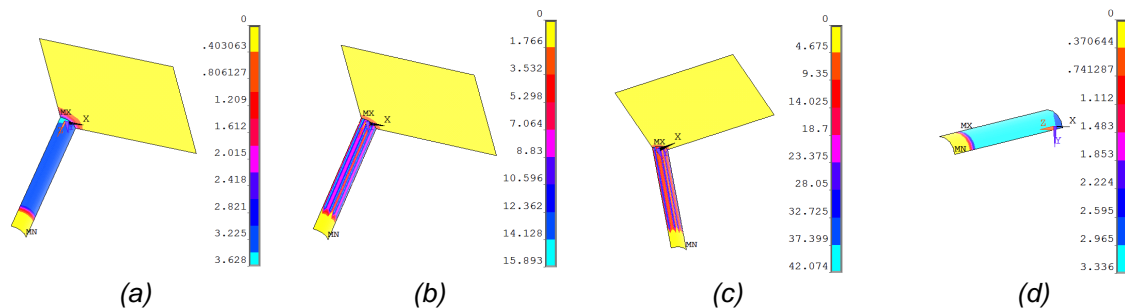 0
.403063
.806127
1.209
1.612
2.015
2.418
2.821
3.225
3.628
MX
X
MN
(a)
0
1.766
3.532
5.298
7.064
8.83
10.596
12.362
14.128
15.893
MX
X
MN
(b)
0
4.675
9.35
14.025
18.7
23.375
28.05
32.725
37.399
42.074
MX
X
MN
(c)
0
.370644
.741287
1.112
1.483
1.853
2.224
2.595
2.965
3.336
MX
Z
X
Y
MN
(d)